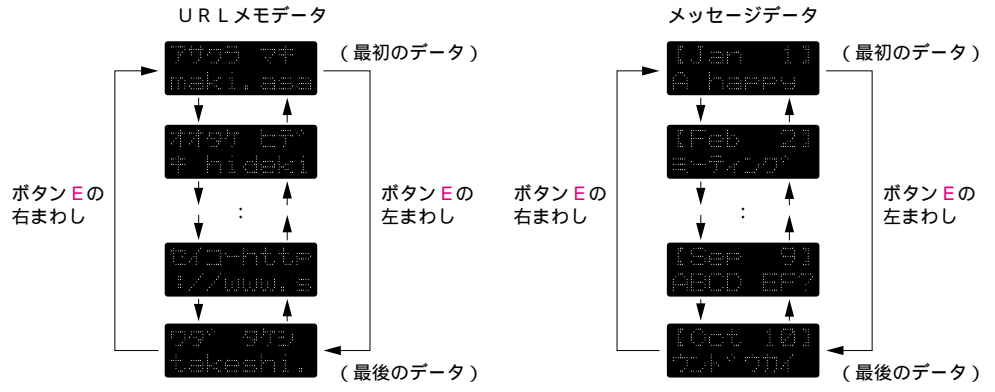 ＵＲＬメモデータ
アサクラ マキ
maki.asa
(最初のデータ)
オオタケ ヒデ
キ hideki
ボタンEの
右まわし
ボタンEの
左まわし
:
セイコーhttp
://www.s
ワダ タケシ
takeshi.
(最後のデータ)
メッセージデータ
[Jan 1]
A happy
(最初のデータ)
[Feb 2]
ミーティング
ボタンEの
右まわし
ボタンEの
左まわし
:
[Sep 9]
ABCD EF?
[Oct 10]
ウンドウカイ
(最後のデータ)